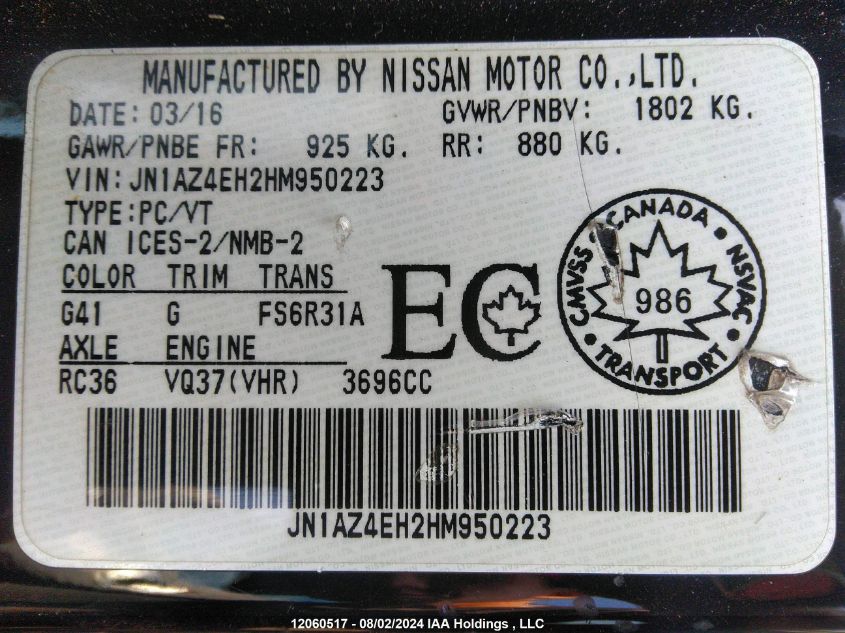 MANUFACTURED BY NISSAN MOTOR CO.,LTD.
DATE: 03/16 GVWR/PNBV: 1802 KG.
GAWR/PNBE FR: 925 KG. RR: 880 KG.
VIN:JN1AZ4EH2HM950223
TYPE:PC/VT
CAN ICES-2/NMB-2
COLOR TRIM TRANS
G41 G FS6R31A
AXLE ENGINE
RC36 VQ37(VHR) 3696CC
EC
• CANADA •
CMVSS NSVAC
986
• TRANSPORT •
JN1AZ4EH2HM950223
12060517 - 08/02/2024 IAA Holdings , LLC